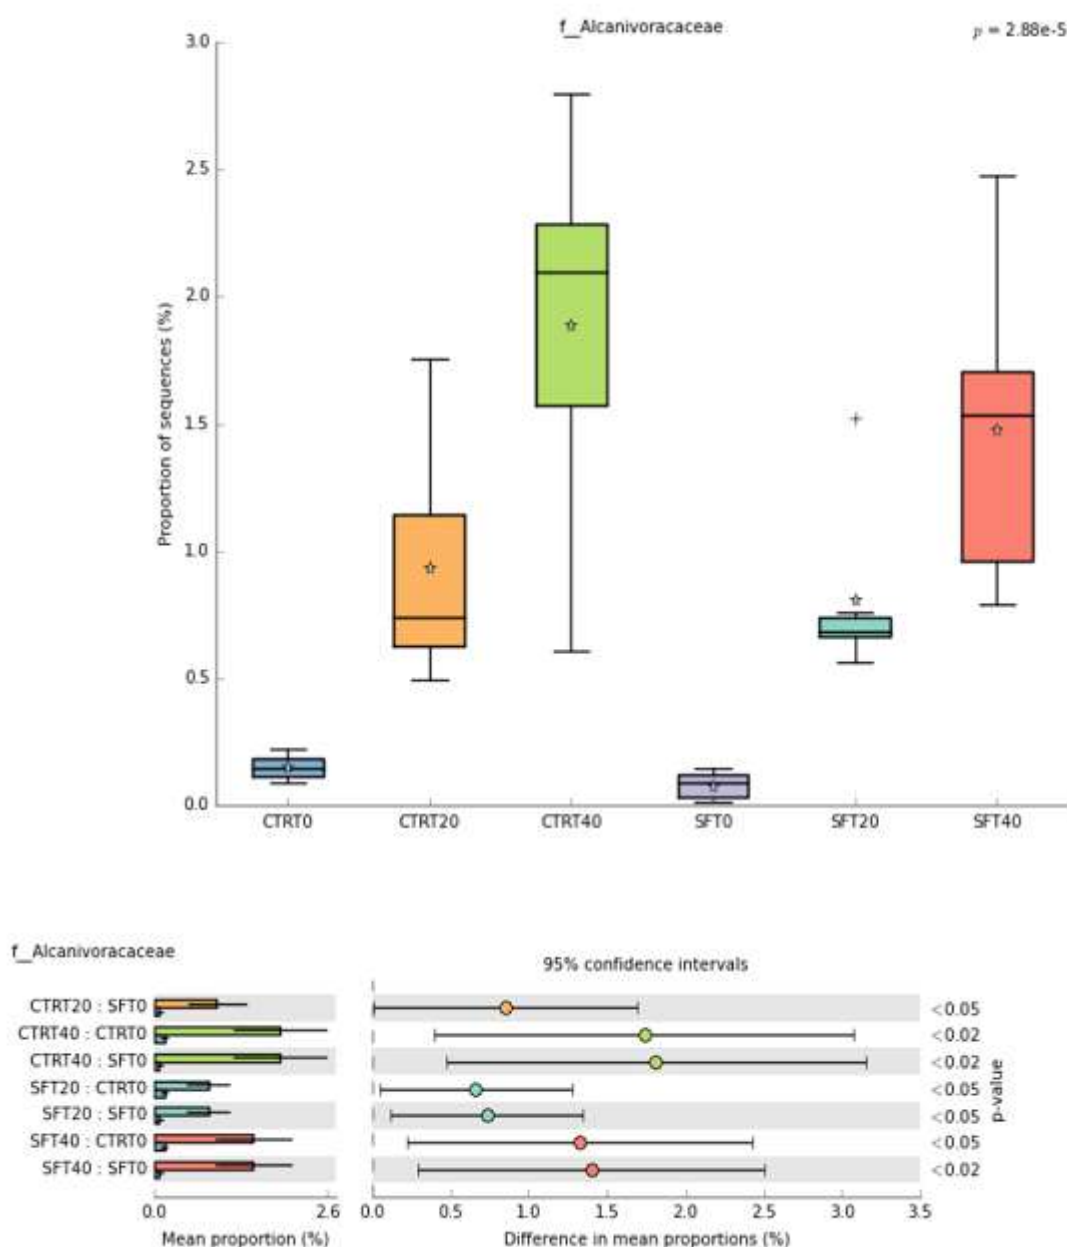 f__Alcanivoracaceae
p = 2.88e-5
3.0
2.5
2.0
1.5
1.0
0.5
0.0
Proportion of sequences (%)
CTRT0 CTRT20 CTRT40 SFT0 SFT20 SFT40
f__Alcanivoracaceae
95% confidence intervals
CTRT20 : SFT0 <0.05
CTRT40 : CTRT0 <0.02
CTRT40 : SFT0 <0.02
SFT20 : CTRT0 <0.05
SFT20 : SFT0 <0.05
SFT40 : CTRT0 <0.05
SFT40 : SFT0 <0.02
p-value
0.0 2.6 0.0 0.5 1.0 1.5 2.0 2.5 3.0 3.5
Mean proportion (%) Difference in mean proportions (%)